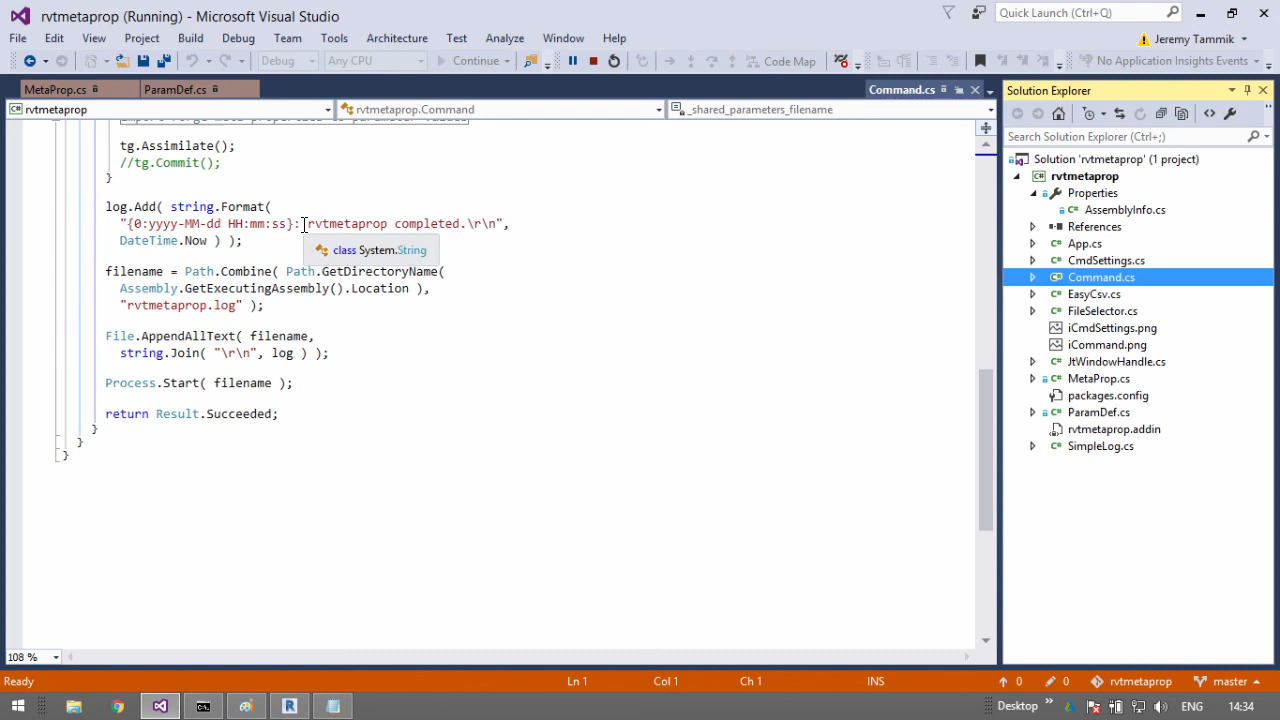 rvtmetaprop (Running) - Microsoft Visual Studio
Quick Launch (Ctrl+Q)
File Edit View Project Build Debug Team Tools Architecture Test Analyze Window Help
Jeremy Tammik
Debug Any CPU Continue Code Map No Application Insights Events
MetaProp.cs ParamDef.cs Command.cs
rvtmetaprop rvtmetaprop.Command _shared_parameters_filename
Solution Explorer
Search Solution Explorer (Ctrl+;)
Solution 'rvtmetaprop' (1 project)
rvtmetaprop
Properties
AssemblyInfo.cs
References
App.cs
CmdSettings.cs
Command.cs
EasyCsv.cs
FileSelector.cs
iCmdSettings.png
iCommand.png
JtWindowHandle.cs
MetaProp.cs
packages.config
ParamDef.cs
rvtmetaprop.addin
SimpleLog.cs
tg.Assimilate();
//tg.Commit();
}
log.Add( string.Format(
"{0:yyyy-MM-dd HH:mm:ss}: rvtmetaprop completed.\r\n",
DateTime.Now ) );
class System.String
filename = Path.Combine( Path.GetDirectoryName(
Assembly.GetExecutingAssembly().Location ),
"rvtmetaprop.log" );
File.AppendAllText( filename,
string.Join( "\r\n", log ) );
Process.Start( filename );
return Result.Succeeded;
}
}
}
108 %
Ready Ln 1 Col 1 Ch 1 INS 0 0 rvtmetaprop master
Desktop ENG 14:34